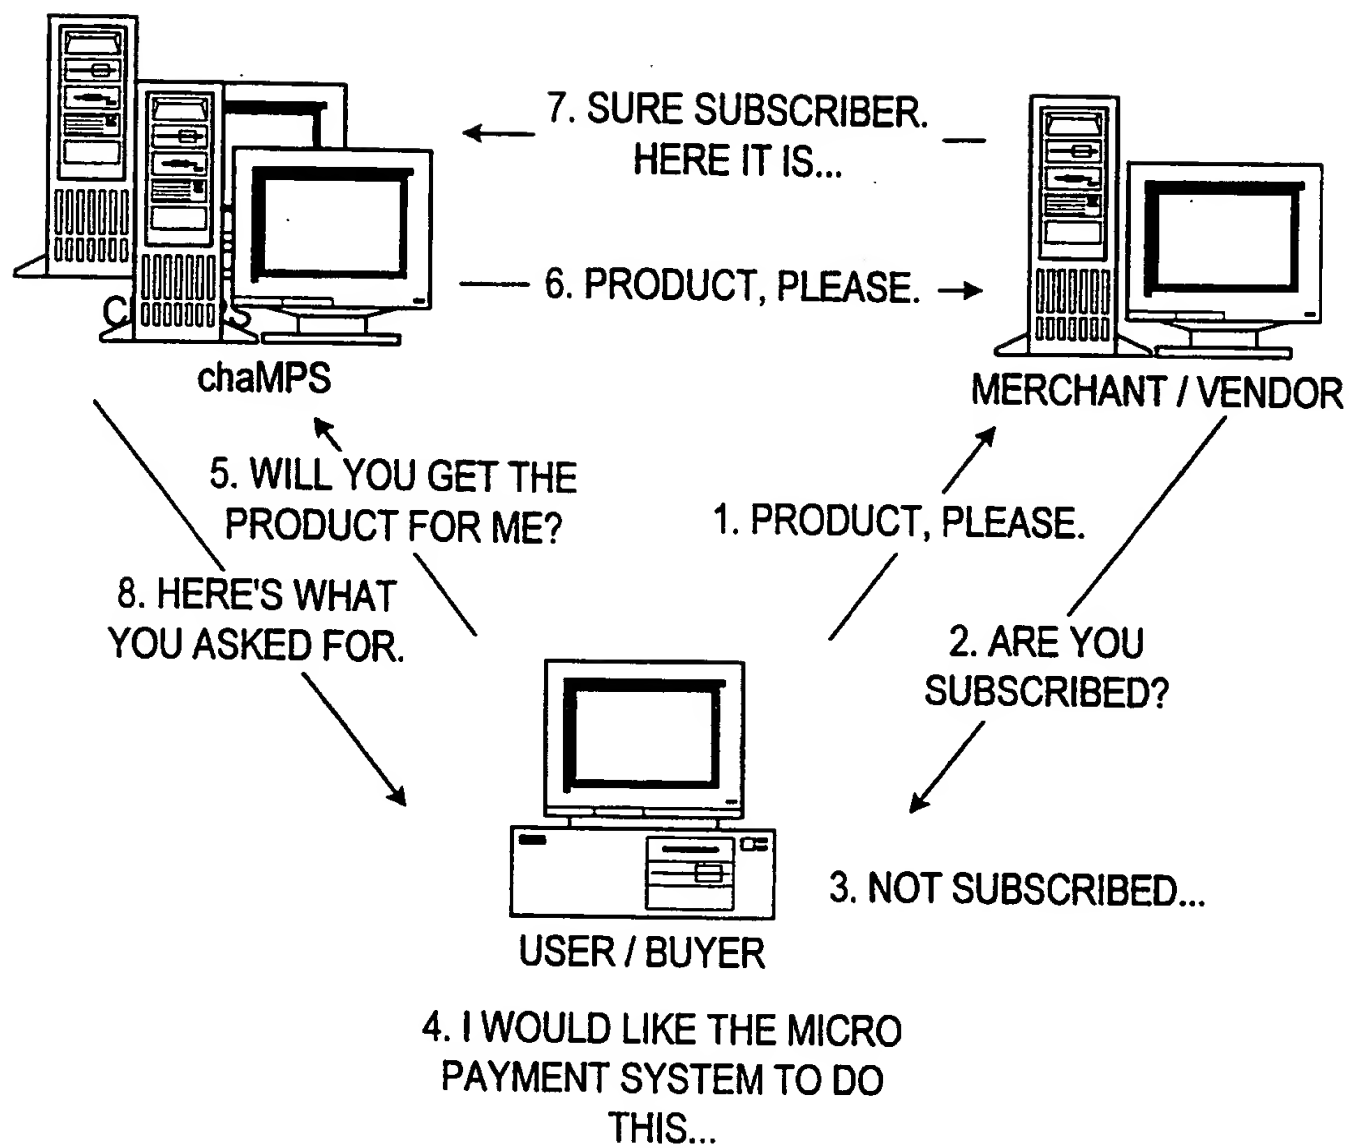 7. SURE SUBSCRIBER.
HERE IT IS...
6. PRODUCT, PLEASE.
chaMPS
MERCHANT / VENDOR
5. WILL YOU GET THE
PRODUCT FOR ME?
1. PRODUCT, PLEASE.
8. HERE'S WHAT
YOU ASKED FOR.
2. ARE YOU
SUBSCRIBED?
3. NOT SUBSCRIBED...
USER / BUYER
4. I WOULD LIKE THE MICRO
PAYMENT SYSTEM TO DO
THIS...